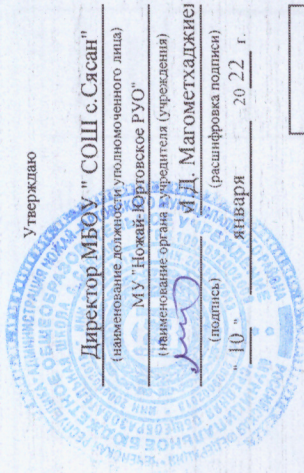 Утверждаю
Директор МБОУ " СОШ с.Сясан"
(наименование должности уполномоченного лица)
МУ "Ножай-Юртовское РУО"
(наименование органа учредителя (учреждения)
И.Д. Магометхаджие
(подпись) (расшифровка подписи)
" 10 " января 20 22 г.